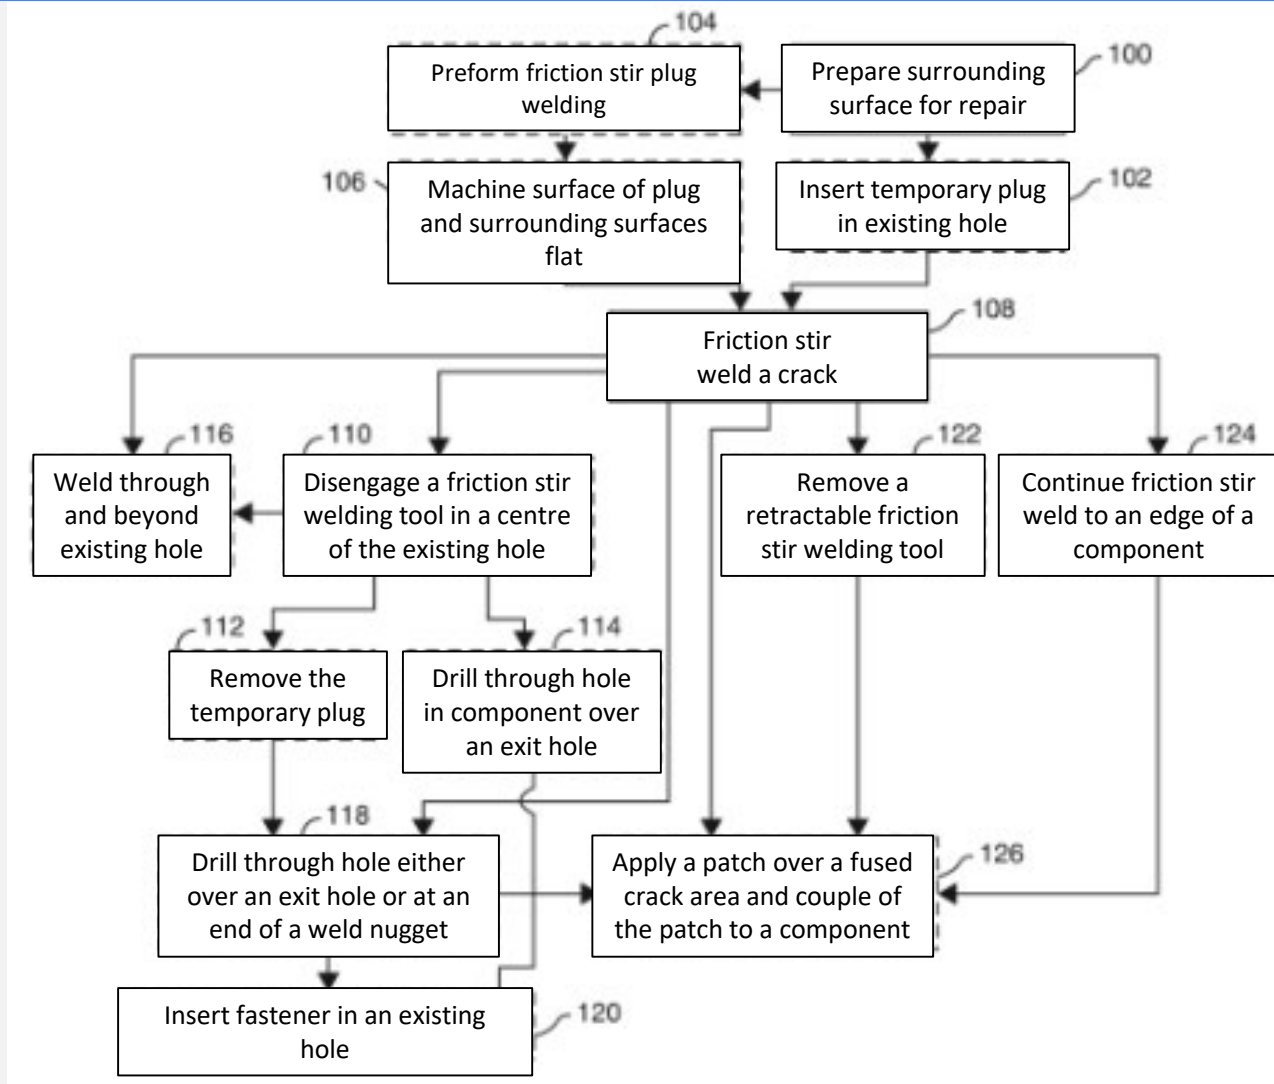 104
Preform friction stir plug
welding
Prepare surrounding
surface for repair
100
106
Machine surface of plug
and surrounding surfaces
flat
Insert temporary plug
in existing hole
102
Friction stir
weld a crack
108
116
Weld through
and beyond
existing hole
110
Disengage a friction stir
welding tool in a centre
of the existing hole
122
Remove a
retractable friction
stir welding tool
124
Continue friction stir
weld to an edge of a
component
112
Remove the
temporary plug
114
Drill through hole
in component over
an exit hole
118
Drill through hole either
over an exit hole or at an
end of a weld nugget
Apply a patch over a fused
crack area and couple of
the patch to a component
126
Insert fastener in an existing
hole
120